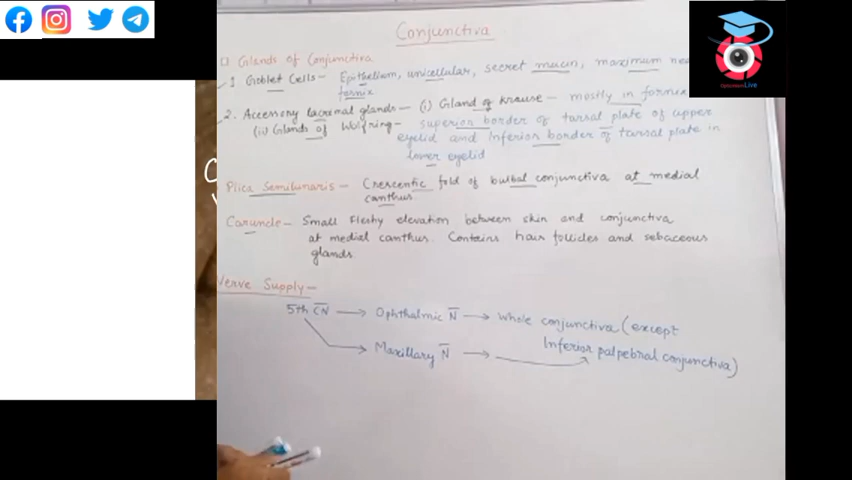 Conjunctiva
Glands of Conjunctiva
1 Goblet Cells - Epithelium, unicellular, secret mucin, maximum
fornix
2. Accessory lacrimal glands - (i) Gland of Krause - mostly in fornix
(ii) Glands of Wolfring - superior border of tarsal plate of upper
eyelid and Inferior border of tarsal plate in
lower eyelid
Plica Semilunaris - Crescentic fold of bulbal conjunctiva at medial
canthus
Caruncle - Small fleshy elevation between skin and conjunctiva
at medial canthus. Contains hair follicles and sebaceous
glands
Nerve Supply -
5th CN → Ophthalmic N → Whole conjunctiva (except
Inferior palpebral conjunctiva)
Maxillary N →